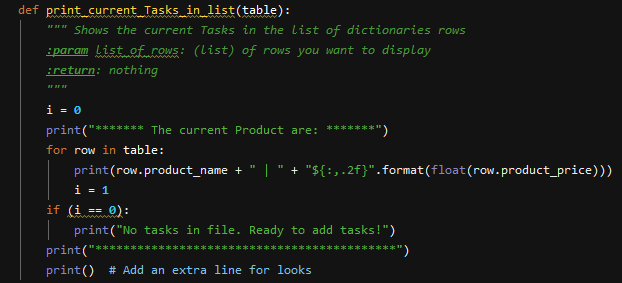 def print_current_Tasks_in_list(table):
    """ Shows the current Tasks in the list of dictionaries rows
    :param list_of_rows: (list) of rows you want to display
    :return: nothing
    """
    i = 0
    print("******* The current Product are: *******")
    for row in table:
        print(row.product_name + " | " + "${:,.2f}".format(float(row.product_price)))
        i = 1
    if (i == 0):
        print("No tasks in file. Ready to add tasks!")
    print("*******************************************")
    print()  # Add an extra line for looks